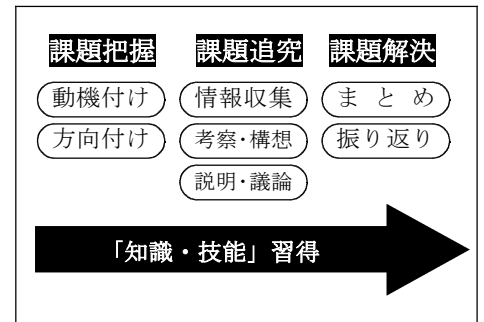 課題把握 課題追究 課題解決
動機付け 情報収集 まとめ
方向付け 考察・構想 振り返り
説明・議論
「知識・技能」習得